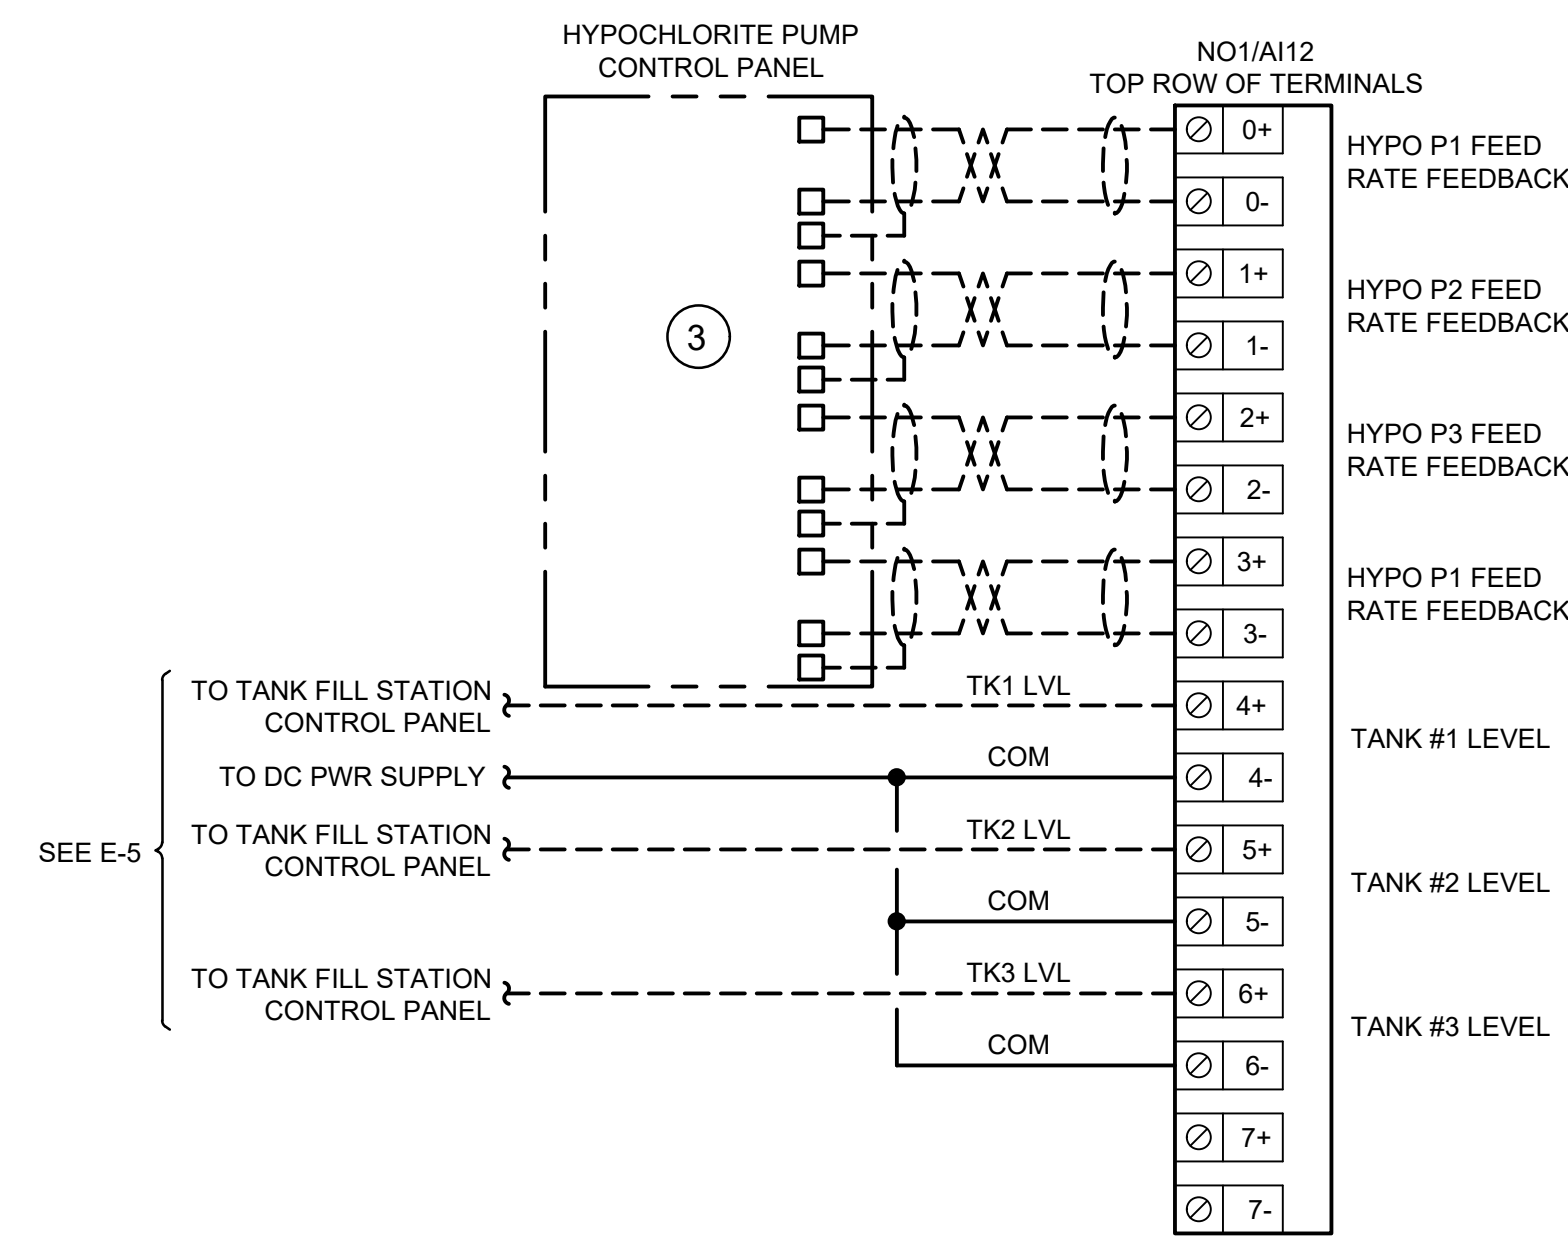 HYPOCHLORITE PUMP
CONTROL PANEL
NO1/AI12
TOP ROW OF TERMINALS
0+
HYPO P1 FEED
RATE FEEDBACK
0-
1+
HYPO P2 FEED
RATE FEEDBACK
3
1-
2+
HYPO P3 FEED
RATE FEEDBACK
2-
3+
HYPO P1 FEED
RATE FEEDBACK
3-
TO TANK FILL STATION
CONTROL PANEL
TK1 LVL
4+
TANK #1 LEVEL
TO DC PWR SUPPLY
COM
4-
SEE E-5
TO TANK FILL STATION
CONTROL PANEL
TK2 LVL
5+
TANK #2 LEVEL
COM
5-
TO TANK FILL STATION
CONTROL PANEL
TK3 LVL
6+
TANK #3 LEVEL
COM
6-
7+
7-